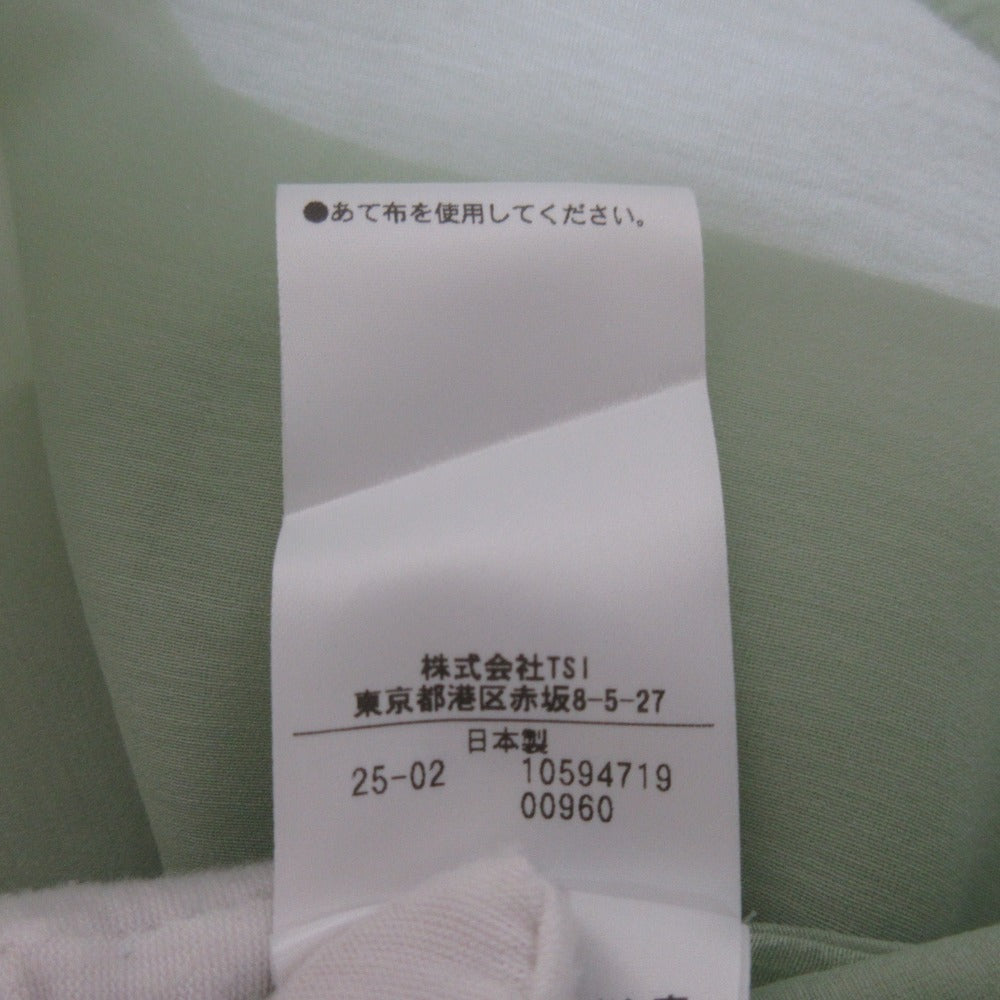 ●あて布を使用してください。
株式会社TSI
東京都港区赤坂8-5-27
日本製
25-02 10594719
00960